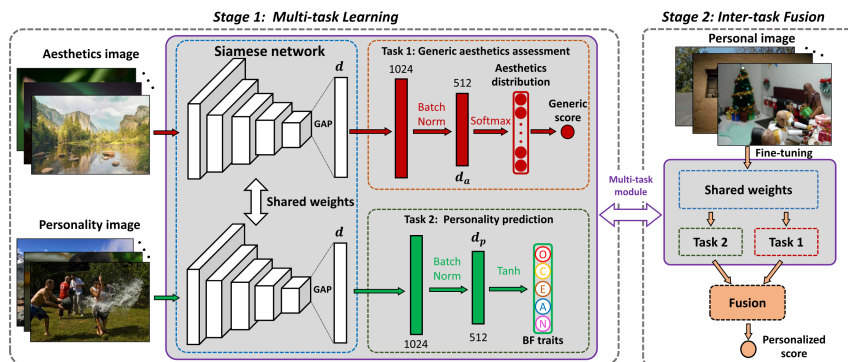 Stage 1: Multi-task Learning
Stage 2: Inter-task Fusion
Aesthetics image
Siamese network
d
GAP
Task 1: Generic aesthetics assessment
1024
Batch
Norm
512
d_a
Softmax
Aesthetics
distribution
Generic
score
Shared weights
Personality image
d
GAP
Task 2: Personality prediction
1024
Batch
Norm
d_p
512
Tanh
O
C
E
A
N
BF traits
Multi-task
module
Personal image
Fine-tuning
Shared weights
Task 2
Task 1
Fusion
Personalized
score